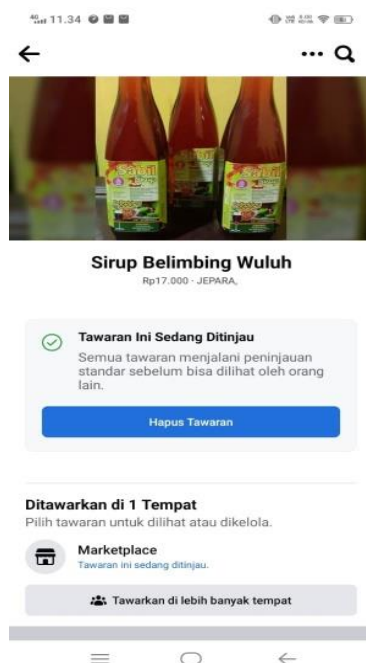 4G 11.34
Sirup Belimbing Wuluh
Rp17.000 · JEPARA,
Tawaran Ini Sedang Ditinjau
Semua tawaran menjalani peninjauan
standar sebelum bisa dilihat oleh orang
lain.
Hapus Tawaran
Ditawarkan di 1 Tempat
Pilih tawaran untuk dilihat atau dikelola.
Marketplace
Tawaran ini sedang ditinjau.
Tawarkan di lebih banyak tempat